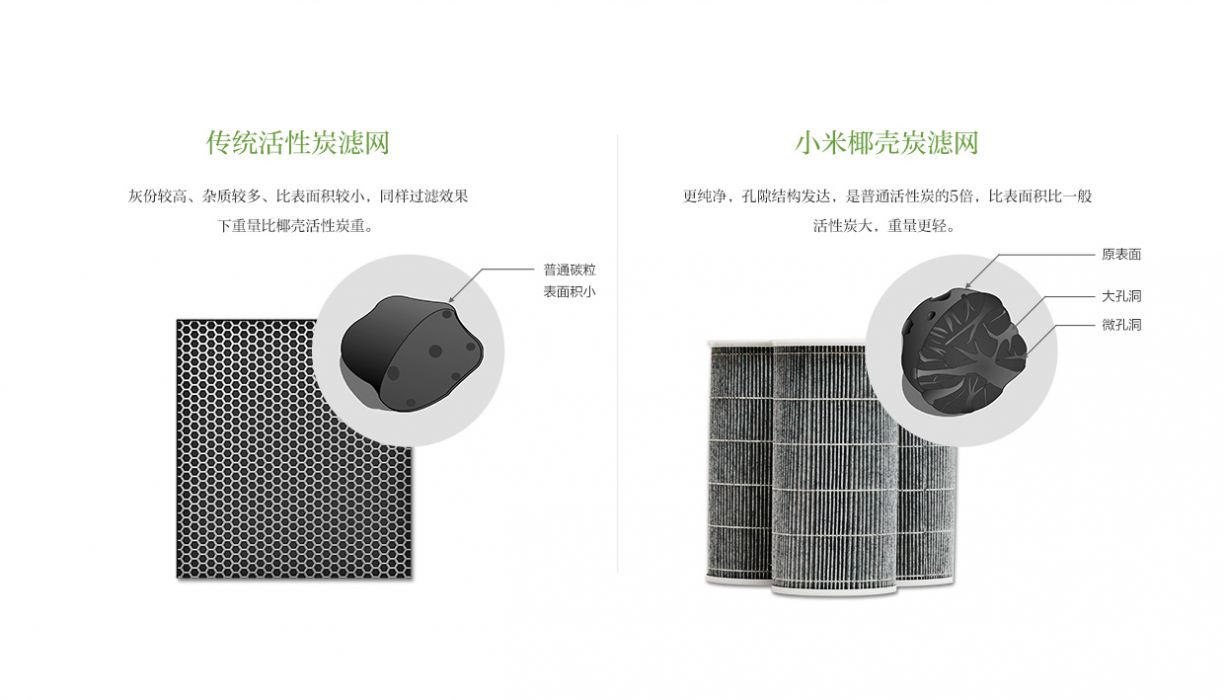 传统活性炭滤网
灰份较高、杂质较多、比表面积较小，同样过滤效果
下重量比椰壳活性炭重。
普通碳粒
表面积小
小米椰壳炭滤网
更纯净，孔隙结构发达，是普通活性炭的5倍，比表面积比一般
活性炭大，重量更轻。
原表面
大孔洞
微孔洞